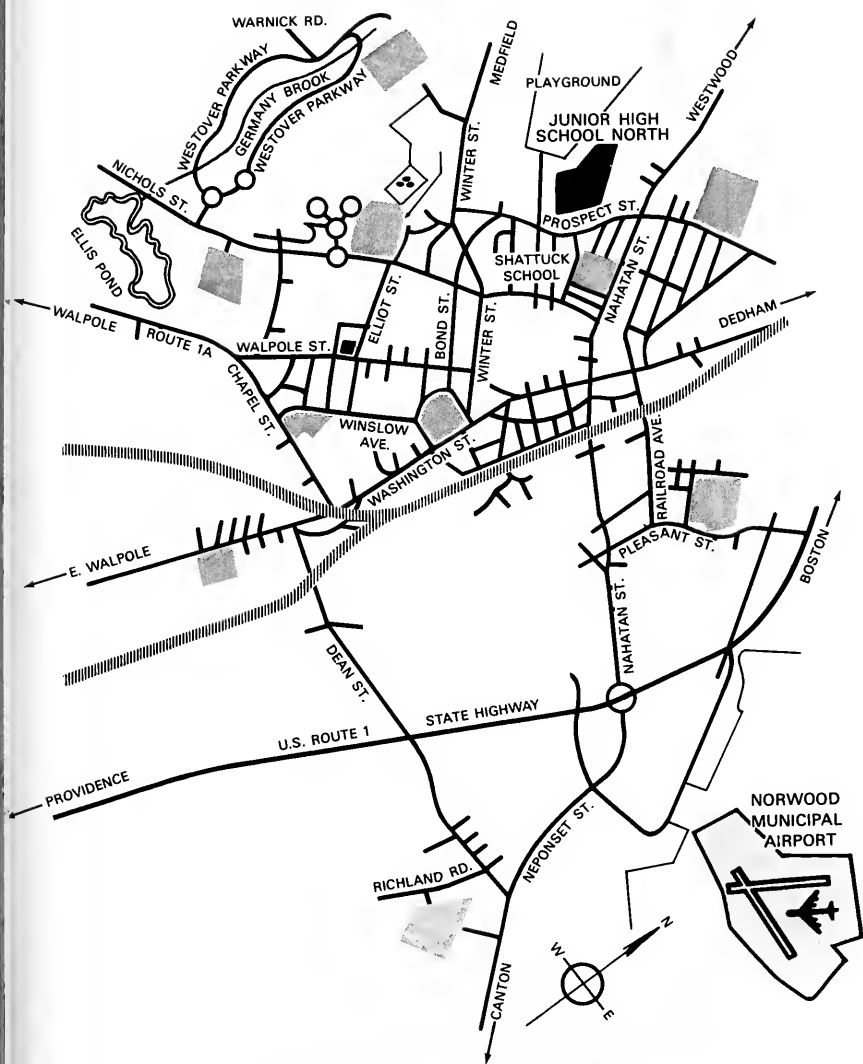 WARNICK RD.
WESTOVER PARKWAY
GERMANY BROOK
WESTOVER PARKWAY
MEDFIELD
PLAYGROUND
WESTWOOD
JUNIOR HIGH
SCHOOL NORTH
WINTER ST.
NICHOLS ST.
PROSPECT ST.
ELLIS POND
SHATTUCK
SCHOOL
NAHATAN ST.
ELLIOT ST.
BOND ST.
WINTER ST.
DEDHAM
WALPOLE
ROUTE 1A
WALPOLE ST.
CHAPEL ST.
WINSLOW
AVE.
WASHINGTON ST.
RAILROAD AVE.
E. WALPOLE
PLEASANT ST.
BOSTON
NAHATAN ST.
DEAN ST.
STATE HIGHWAY
U.S. ROUTE 1
PROVIDENCE
NORWOOD
MUNICIPAL
AIRPORT
NEPONSET ST.
RICHLAND RD.
CANTON
N
W
E